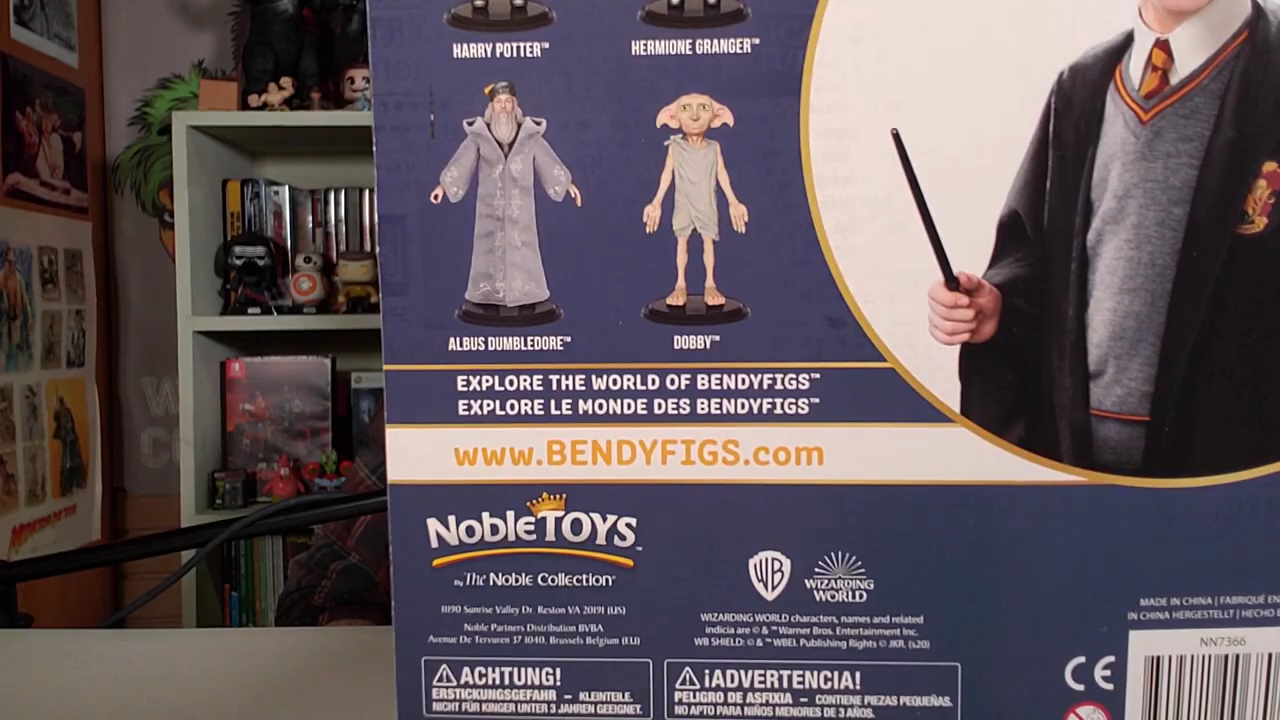 HARRY POTTER™
HERMIONE GRANGER™
ALBUS DUMBLEDORE™
DOBBY™
EXPLORE THE WORLD OF BENDYFIGS™
EXPLORE LE MONDE DES BENDYFIGS™
www.BENDYFIGS.com
NobleTOYS™
By The Noble Collection®
11190 Sunrise Valley Dr. Reston VA 20191 (US)
Noble Partners Distribution BVBA
Avenue De Tervuren 37 1040, Brussels Belgium (EU)
WB
WIZARDING
WORLD
WIZARDING WORLD characters, names and related
indicia are © & ™ Warner Bros. Entertainment Inc.
WB SHIELD: © & ™ WBEI. Publishing Rights © JKR. (s20)
MADE IN CHINA | FABRIQUÉ EN
IN CHINA HERGESTELLT | HECHO
NN7366
CE
ACHTUNG!
ERSTICKUNGSGEFAHR – KLEINTEILE.
NICHT FÜR KINGER UNTER 3 JAHREN GEEIGNET.
¡ADVERTENCIA!
PELIGRO DE ASFIXIA – CONTIENE PIEZAS PEQUEÑAS.
NO APTO PARA NIÑOS MENORES DE 3 AÑOS.